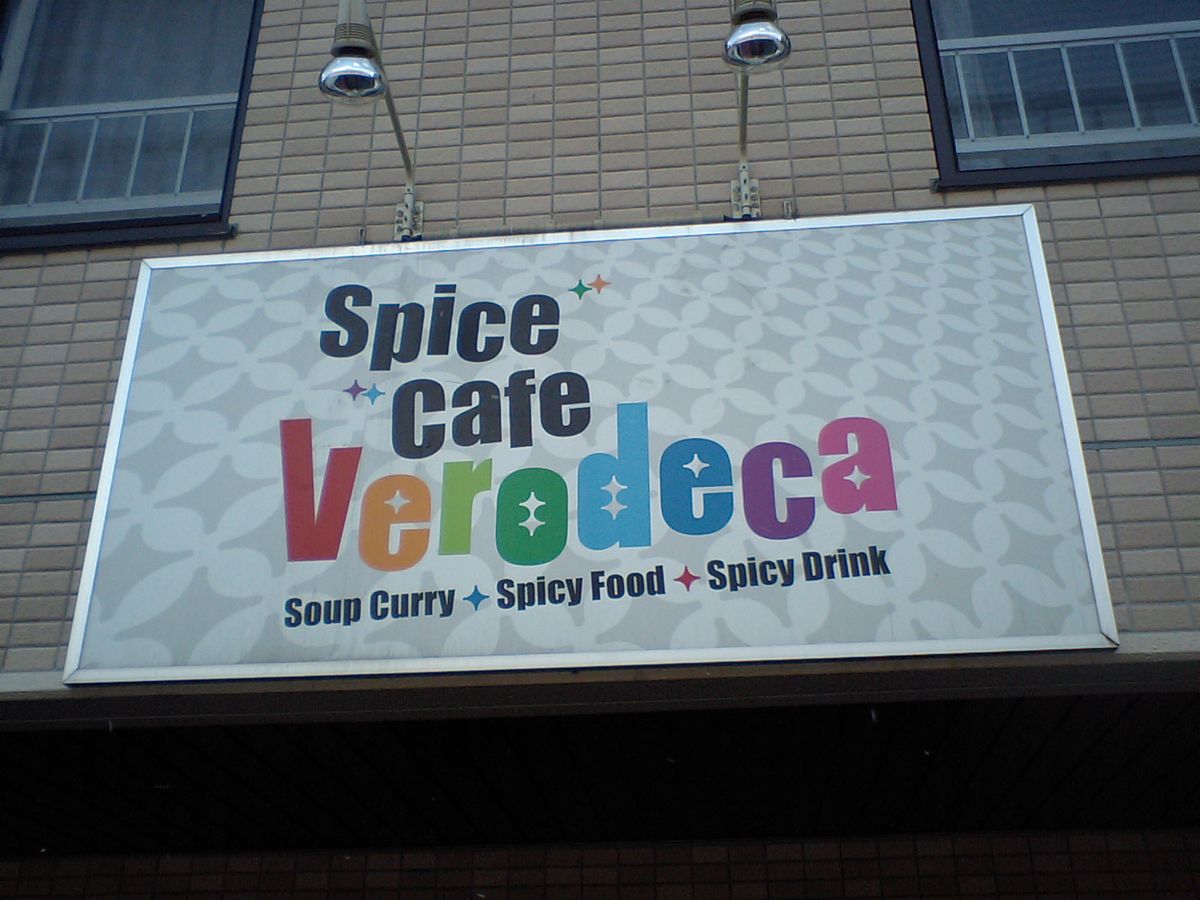 Spice
Cafe
Verodeca
Soup Curry Spicy Food Spicy Drink